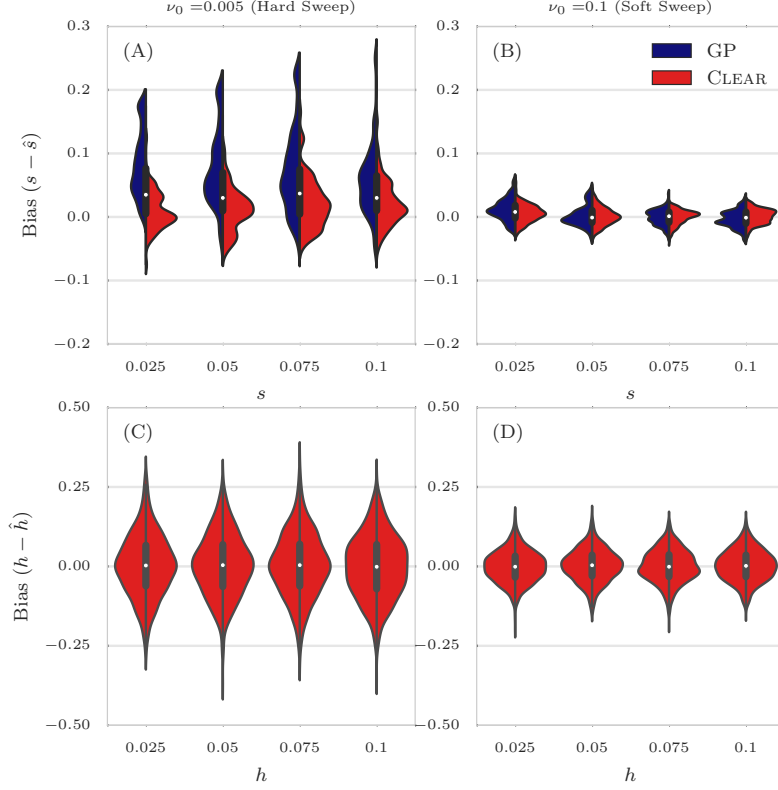 ν₀ =0.005 (Hard Sweep)
ν₀ =0.1 (Soft Sweep)
0.3
0.2
0.1
0.0
−0.1
−0.2
Bias (s − ŝ)
(A)
0.025 0.05 0.075 0.1
s
0.3
0.2
0.1
0.0
−0.1
−0.2
(B)
GP
CLEAR
0.025 0.05 0.075 0.1
s
0.50
0.25
0.00
−0.25
−0.50
Bias (h − ĥ)
(C)
0.025 0.05 0.075 0.1
h
0.50
0.25
0.00
−0.25
−0.50
(D)
0.025 0.05 0.075 0.1
h